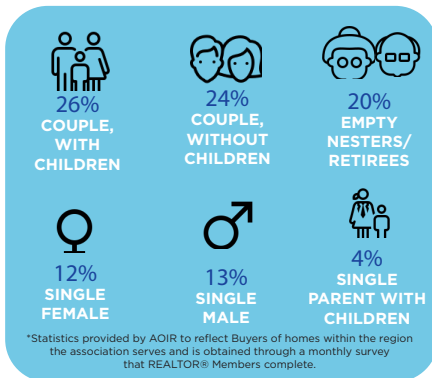 26%
COUPLE,
WITH
CHILDREN
24%
COUPLE,
WITHOUT
CHILDREN
20%
EMPTY
NESTERS/
RETIREES
12%
SINGLE
FEMALE
13%
SINGLE
MALE
4%
SINGLE
PARENT WITH
CHILDREN
*Statistics provided by AOIR to reflect Buyers of homes within the region
the association serves and is obtained through a monthly survey
that REALTOR® Members complete.